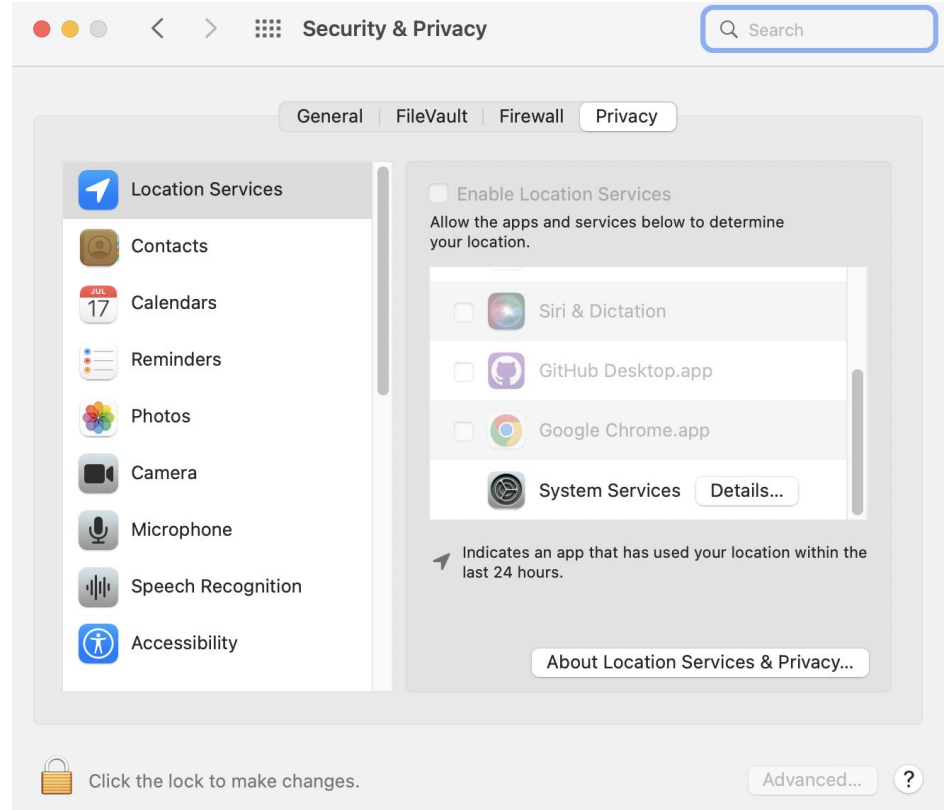 Security & Privacy
Search
General
FileVault
Firewall
Privacy
Location Services
Contacts
JUL
17
Calendars
Reminders
Photos
Camera
Microphone
Speech Recognition
Accessibility
Enable Location Services
Allow the apps and services below to determine
your location.
Siri & Dictation
GitHub Desktop.app
Google Chrome.app
System Services
Details...
Indicates an app that has used your location within the
last 24 hours.
About Location Services & Privacy...
Click the lock to make changes.
Advanced...
?